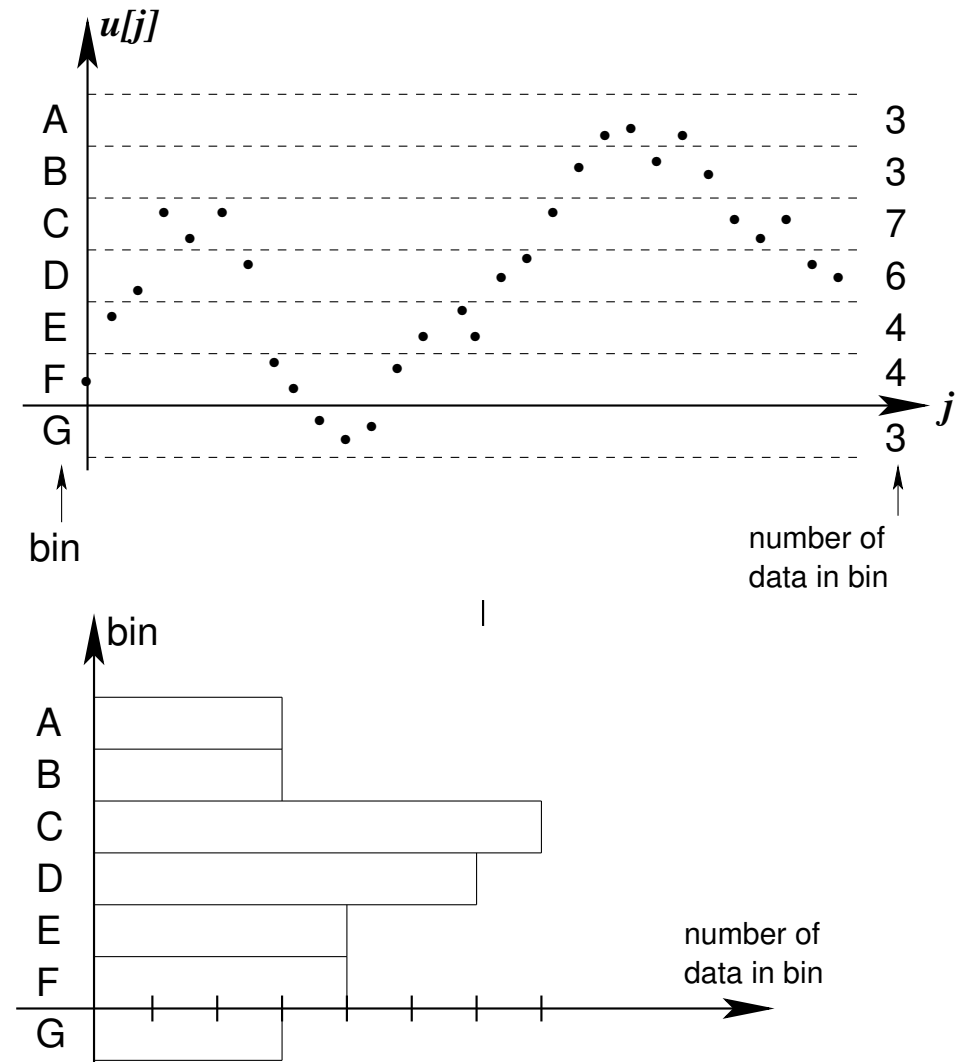 u[j]
A 3
B 3
C 7
D 6
E 4
F 4
G 3
j
bin
number of
data in bin
bin
A
B
C
D
E
F
G
number of
data in bin